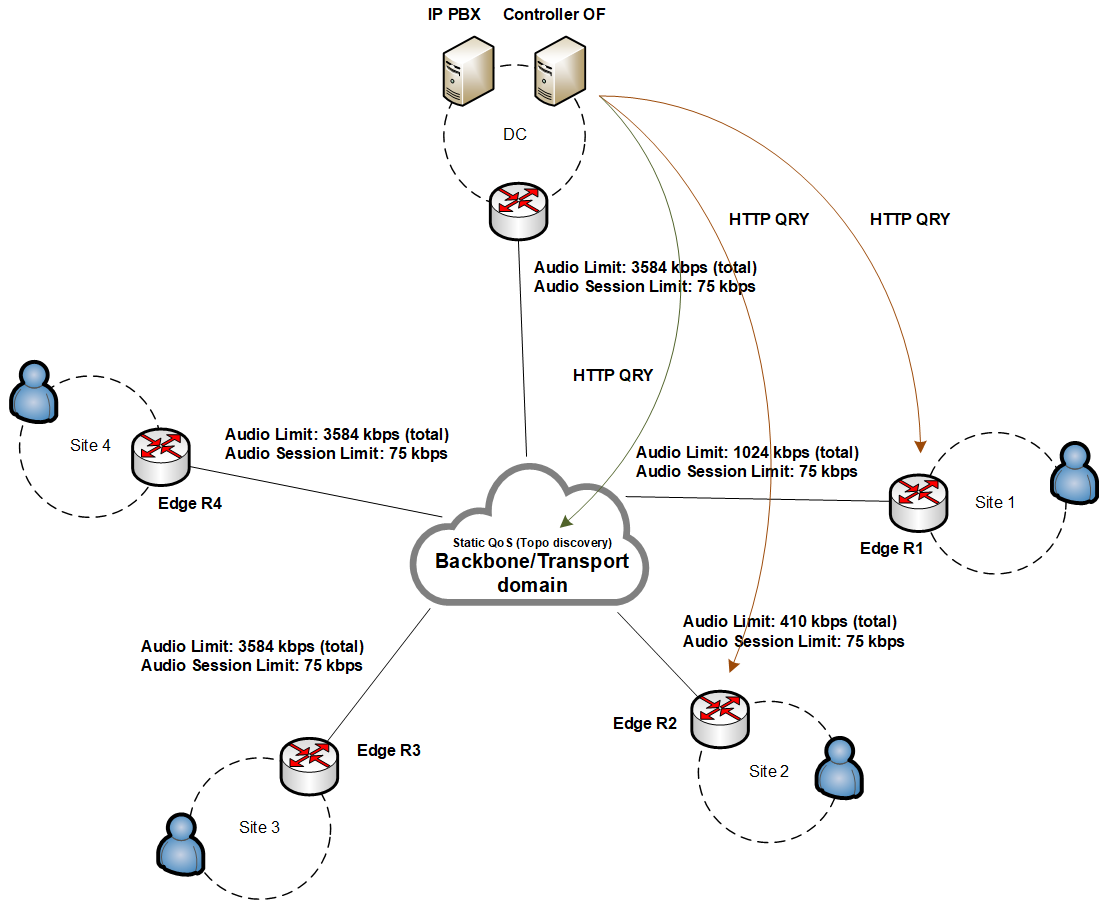 IP PBX
Controller OF
DC
HTTP QRY
HTTP QRY
Audio Limit: 3584 kbps (total)
Audio Session Limit: 75 kbps
HTTP QRY
Site 4
Audio Limit: 3584 kbps (total)
Audio Session Limit: 75 kbps
Edge R4
Audio Limit: 1024 kbps (total)
Audio Session Limit: 75 kbps
Site 1
Edge R1
Static QoS (Topo discovery)
Backbone/Transport
domain
Audio Limit: 3584 kbps (total)
Audio Session Limit: 75 kbps
Audio Limit: 410 kbps (total)
Audio Session Limit: 75 kbps
Edge R2
Edge R3
Site 2
Site 3